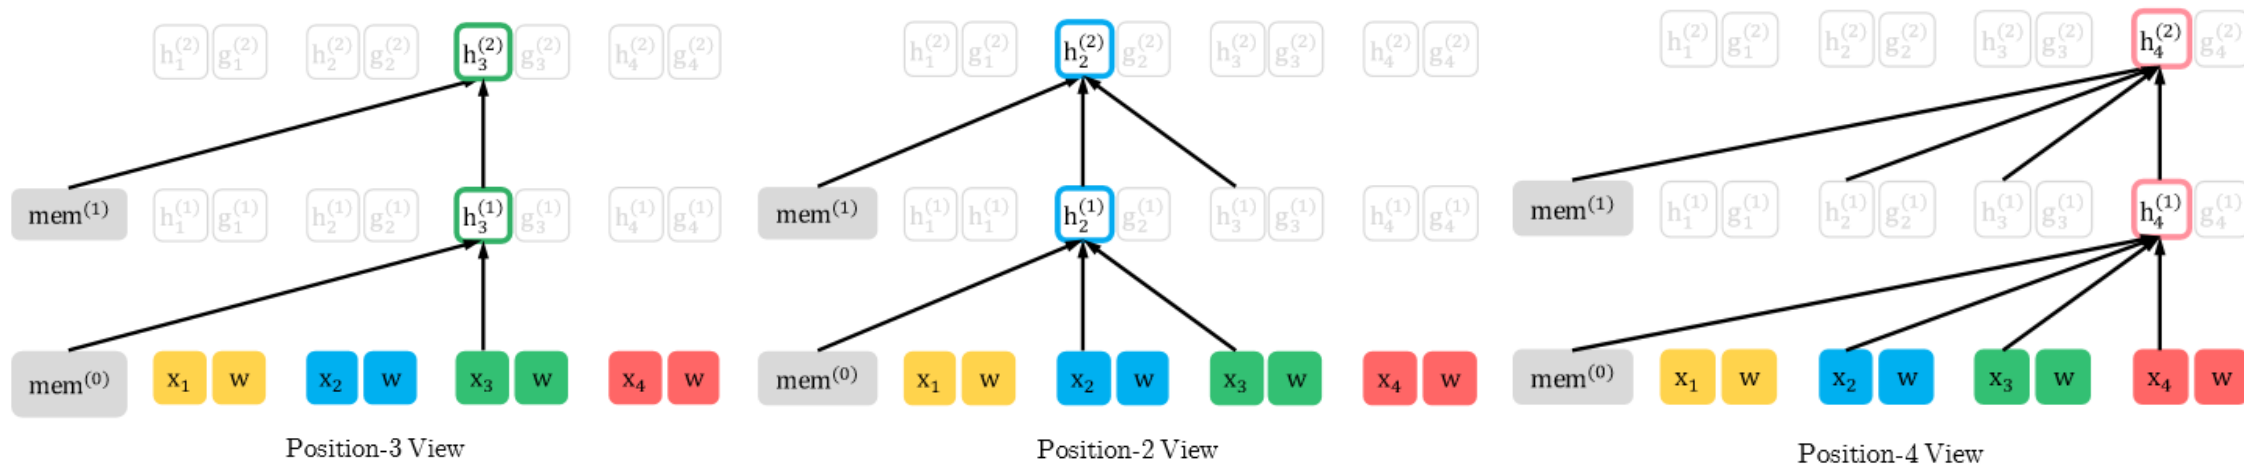 h₁⁽²⁾ g₁⁽²⁾ h₂⁽²⁾ g₂⁽²⁾ h₃⁽²⁾ g₃⁽²⁾ h₄⁽²⁾ g₄⁽²⁾
mem⁽¹⁾ h₁⁽¹⁾ g₁⁽¹⁾ h₂⁽¹⁾ g₂⁽¹⁾ h₃⁽¹⁾ g₃⁽¹⁾ h₄⁽¹⁾ g₄⁽¹⁾
mem⁽⁰⁾ x₁ w x₂ w x₃ w x₄ w
Position-3 View
h₁⁽²⁾ g₁⁽²⁾ h₂⁽²⁾ g₂⁽²⁾ h₃⁽²⁾ g₃⁽²⁾ h₄⁽²⁾ g₄⁽²⁾
mem⁽¹⁾ h₁⁽¹⁾ h₁⁽¹⁾ h₂⁽¹⁾ g₂⁽¹⁾ h₃⁽¹⁾ g₃⁽¹⁾ h₄⁽¹⁾ g₄⁽¹⁾
mem⁽⁰⁾ x₁ w x₂ w x₃ w x₄ w
Position-2 View
h₁⁽²⁾ g₁⁽²⁾ h₂⁽²⁾ g₂⁽²⁾ h₃⁽²⁾ g₃⁽²⁾ h₄⁽²⁾ g₄⁽²⁾
mem⁽¹⁾ h₁⁽¹⁾ g₁⁽¹⁾ h₂⁽¹⁾ g₂⁽¹⁾ h₃⁽¹⁾ g₃⁽¹⁾ h₄⁽¹⁾ g₄⁽¹⁾
mem⁽⁰⁾ x₁ w x₂ w x₃ w x₄ w
Position-4 View